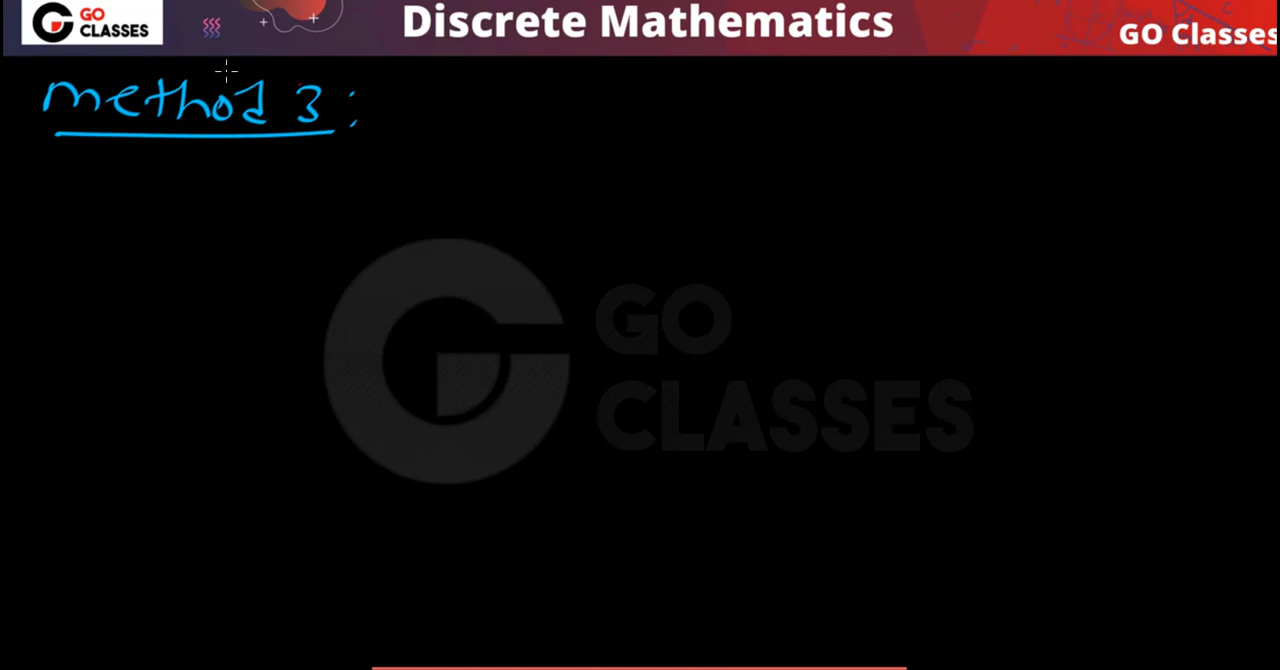 GO
CLASSES
Discrete Mathematics
GO Classes
method 3:
GO
CLASSES